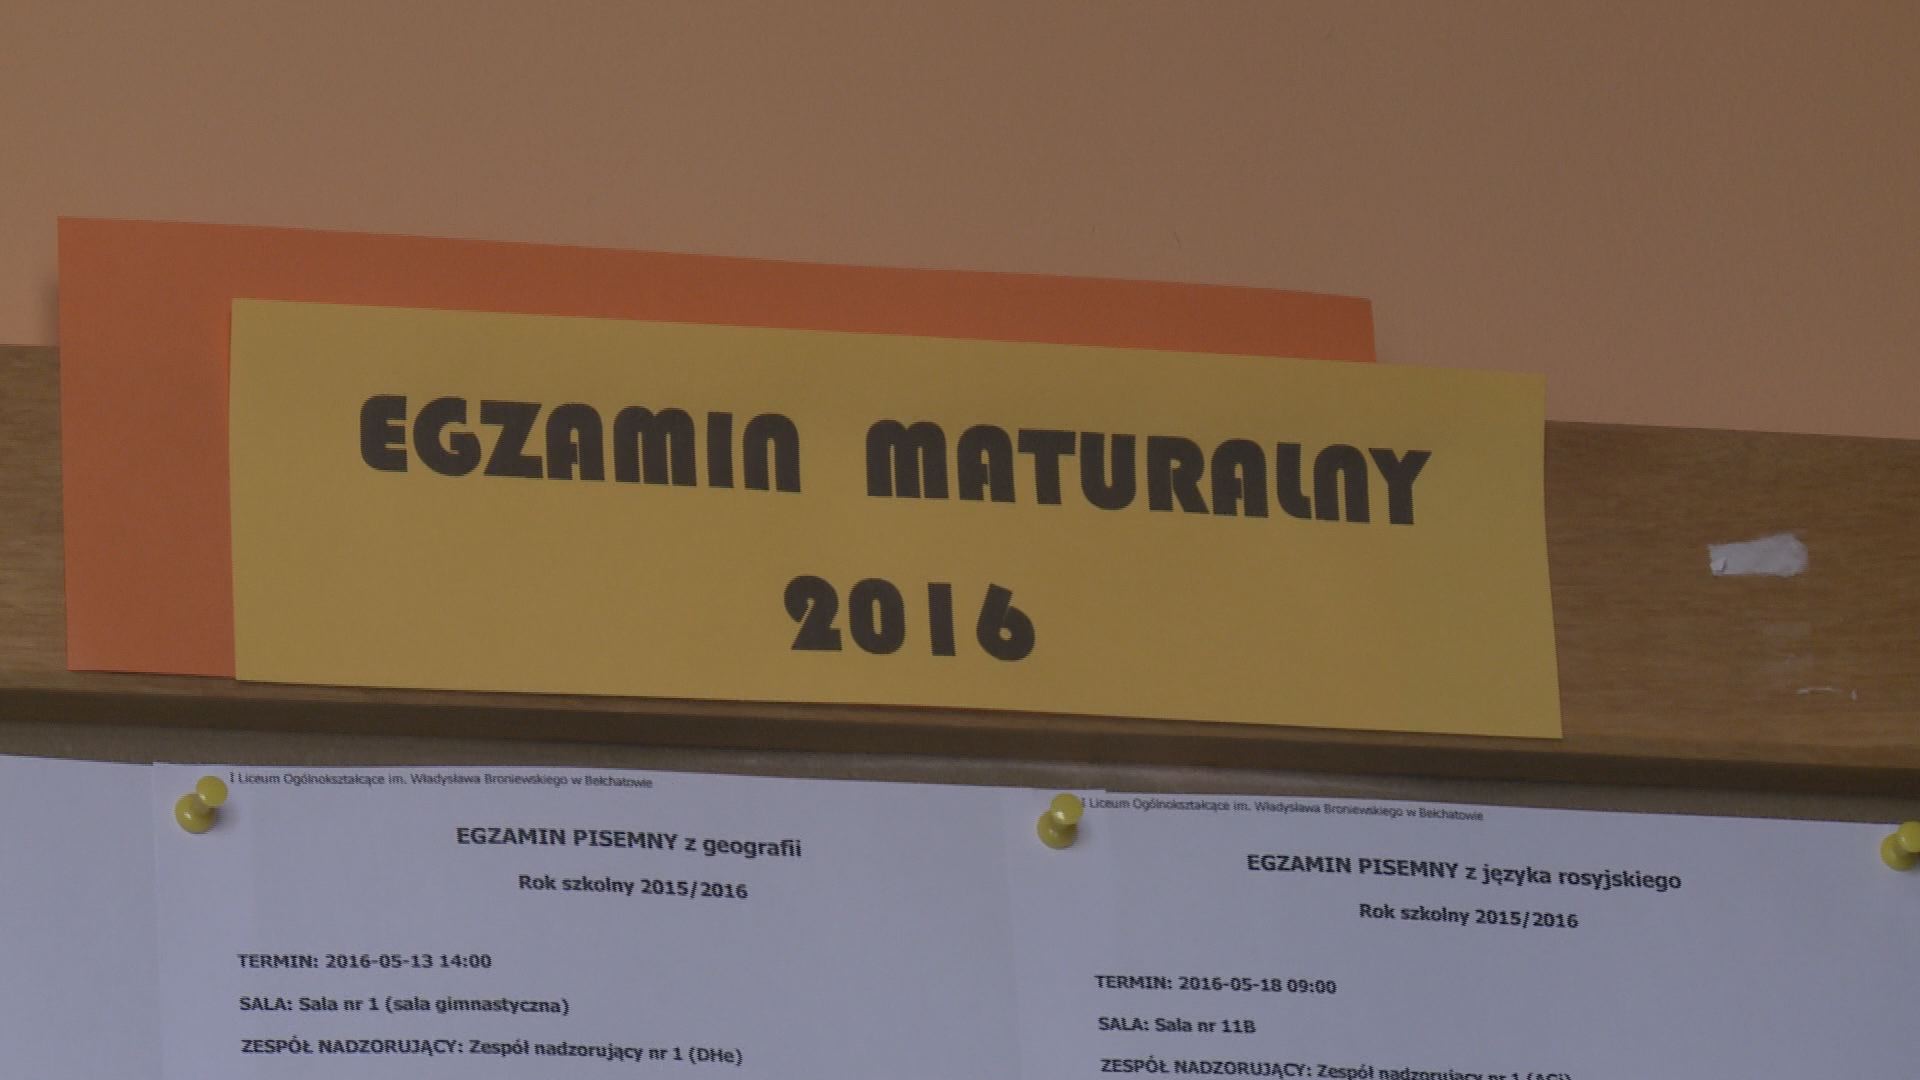 EGZAMIN MATURALNY
2016
I Liceum Ogólnokształcące im. Władysława Broniewskiego w Bełchatowie
EGZAMIN PISEMNY z geografii
Rok szkolny 2015/2016
TERMIN: 2016-05-13 14:00
SALA: Sala nr 1 (sala gimnastyczna)
ZESPÓŁ NADZORUJĄCY: Zespół nadzorujący nr 1 (DHe)
I Liceum Ogólnokształcące im. Władysława Broniewskiego w Bełchatowie
EGZAMIN PISEMNY z języka rosyjskiego
Rok szkolny 2015/2016
TERMIN: 2016-05-18 09:00
SALA: Sala nr 11B
ZESPÓŁ NADZORUJĄCY: Zespół nadzorujący nr 1